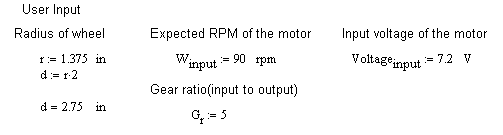 User Input
Radius of wheel
Expected RPM of the motor
Input voltage of the motor
r := 1.375 in
W_input := 90 rpm
Voltage_input := 7.2 V
d := r·2
Gear ratio(input to output)
d = 2.75 in
G_r := 5